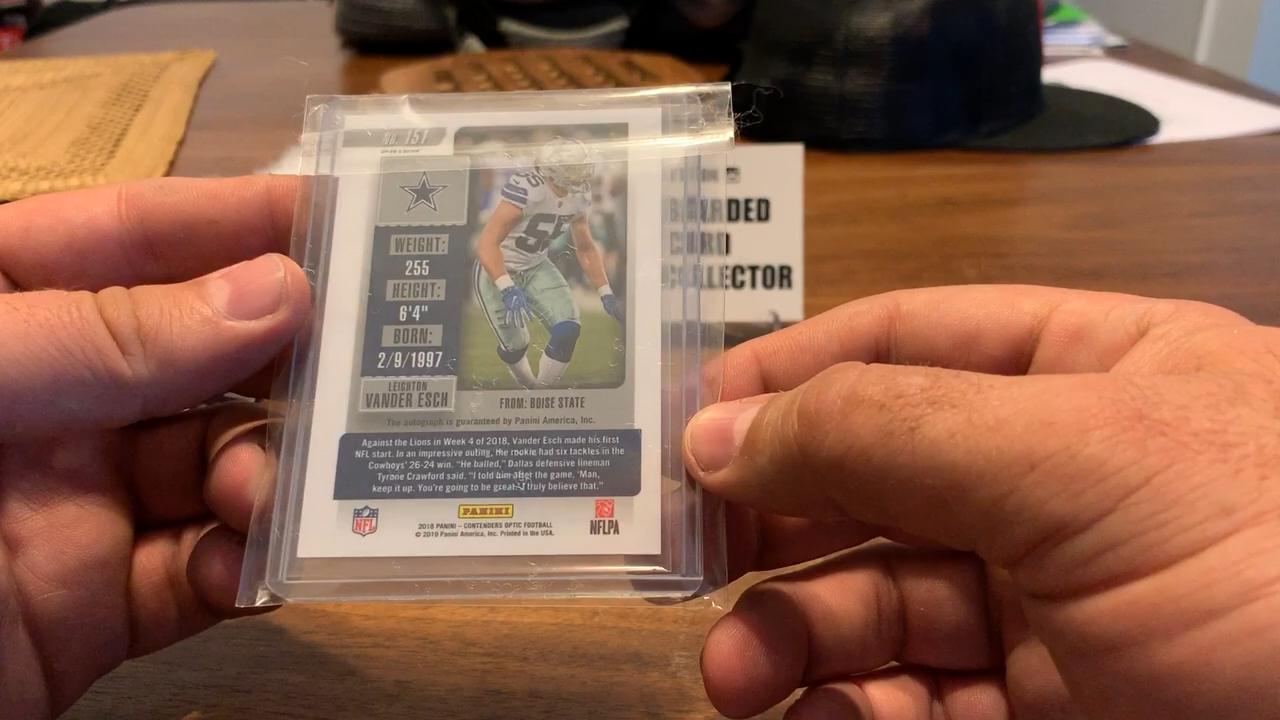 No. 151
WEIGHT:
255
HEIGHT:
6'4"
BORN:
2/9/1997
LEIGHTON
VANDER ESCH
55
FROM: BOISE STATE
The autograph is guaranteed by Panini America, Inc.
Against the Lions in Week 4 of 2018, Vander Esch made his first
NFL start. In an impressive outing, the rookie had six tackles in the
Cowboys' 26-24 win. "He balled," Dallas defensive lineman
Tyrone Crawford said. "I told him after the game, 'Man,
keep it up. You're going to be great. I truly believe that."
NFL
PANINI
2018 PANINI – CONTENDERS OPTIC FOOTBALL
© 2019 Panini America, Inc. Printed in the USA.
NFLPA
BEARDED
CARD
COLLECTOR